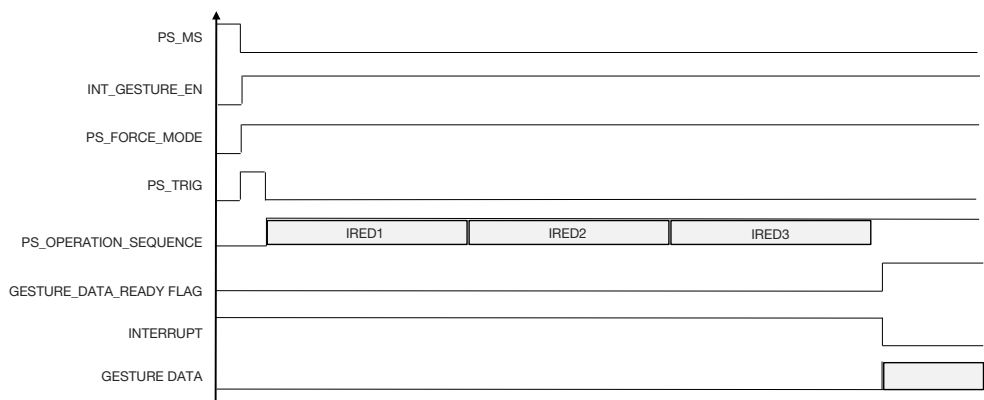 PS_MS
INT_GESTURE_EN
PS_FORCE_MODE
PS_TRIG
PS_OPERATION_SEQUENCE
IRED1 IRED2 IRED3
GESTURE_DATA_READY FLAG
INTERRUPT
GESTURE DATA